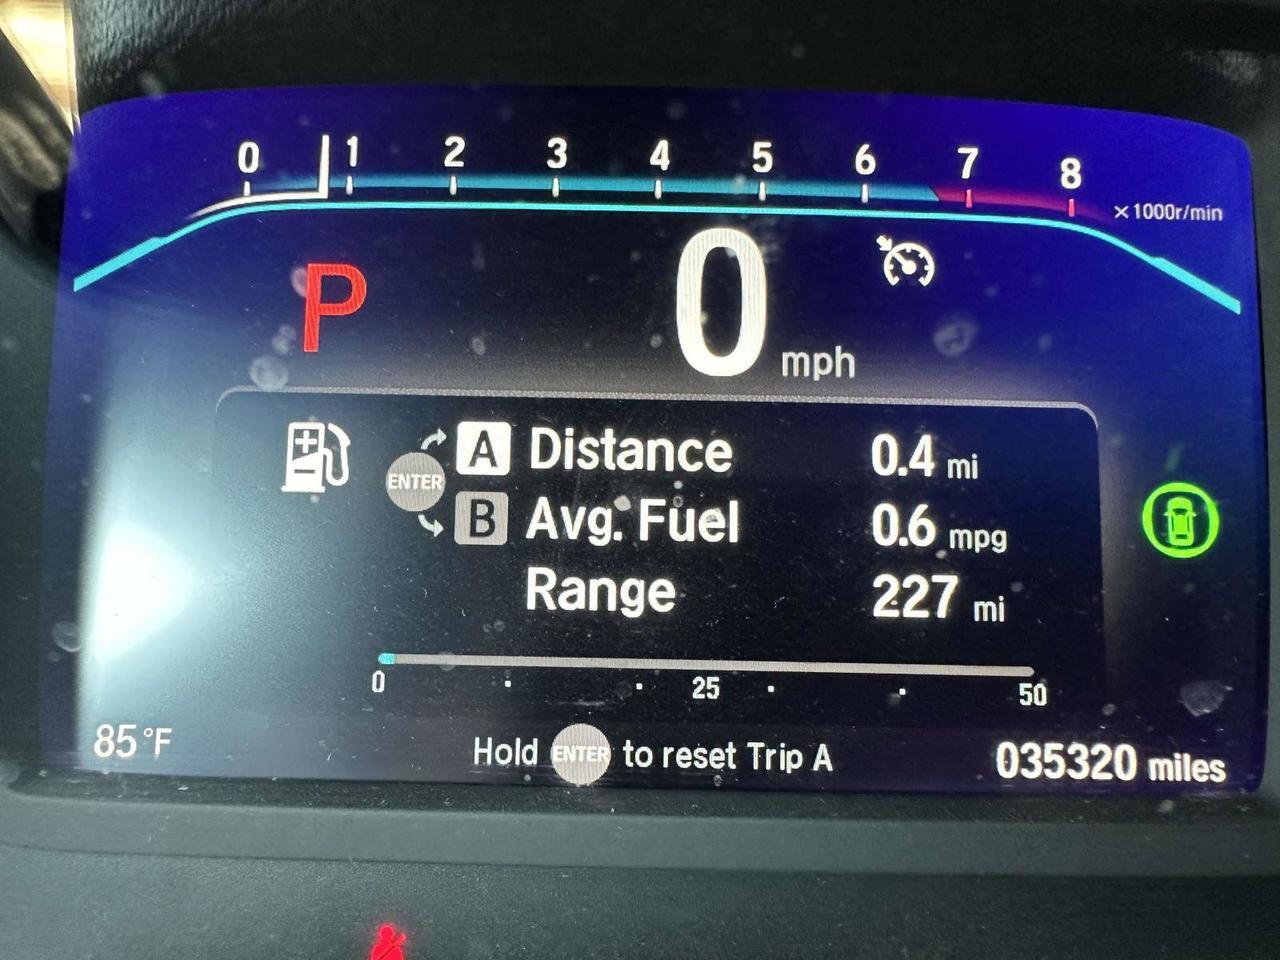 0 1 2 3 4 5 6 7 8
×1000r/min
P 0 mph
A Distance 0.4 mi
ENTER
B Avg. Fuel 0.6 mpg
Range 227 mi
0 25 50
85°F Hold ENTER to reset Trip A 035320 miles